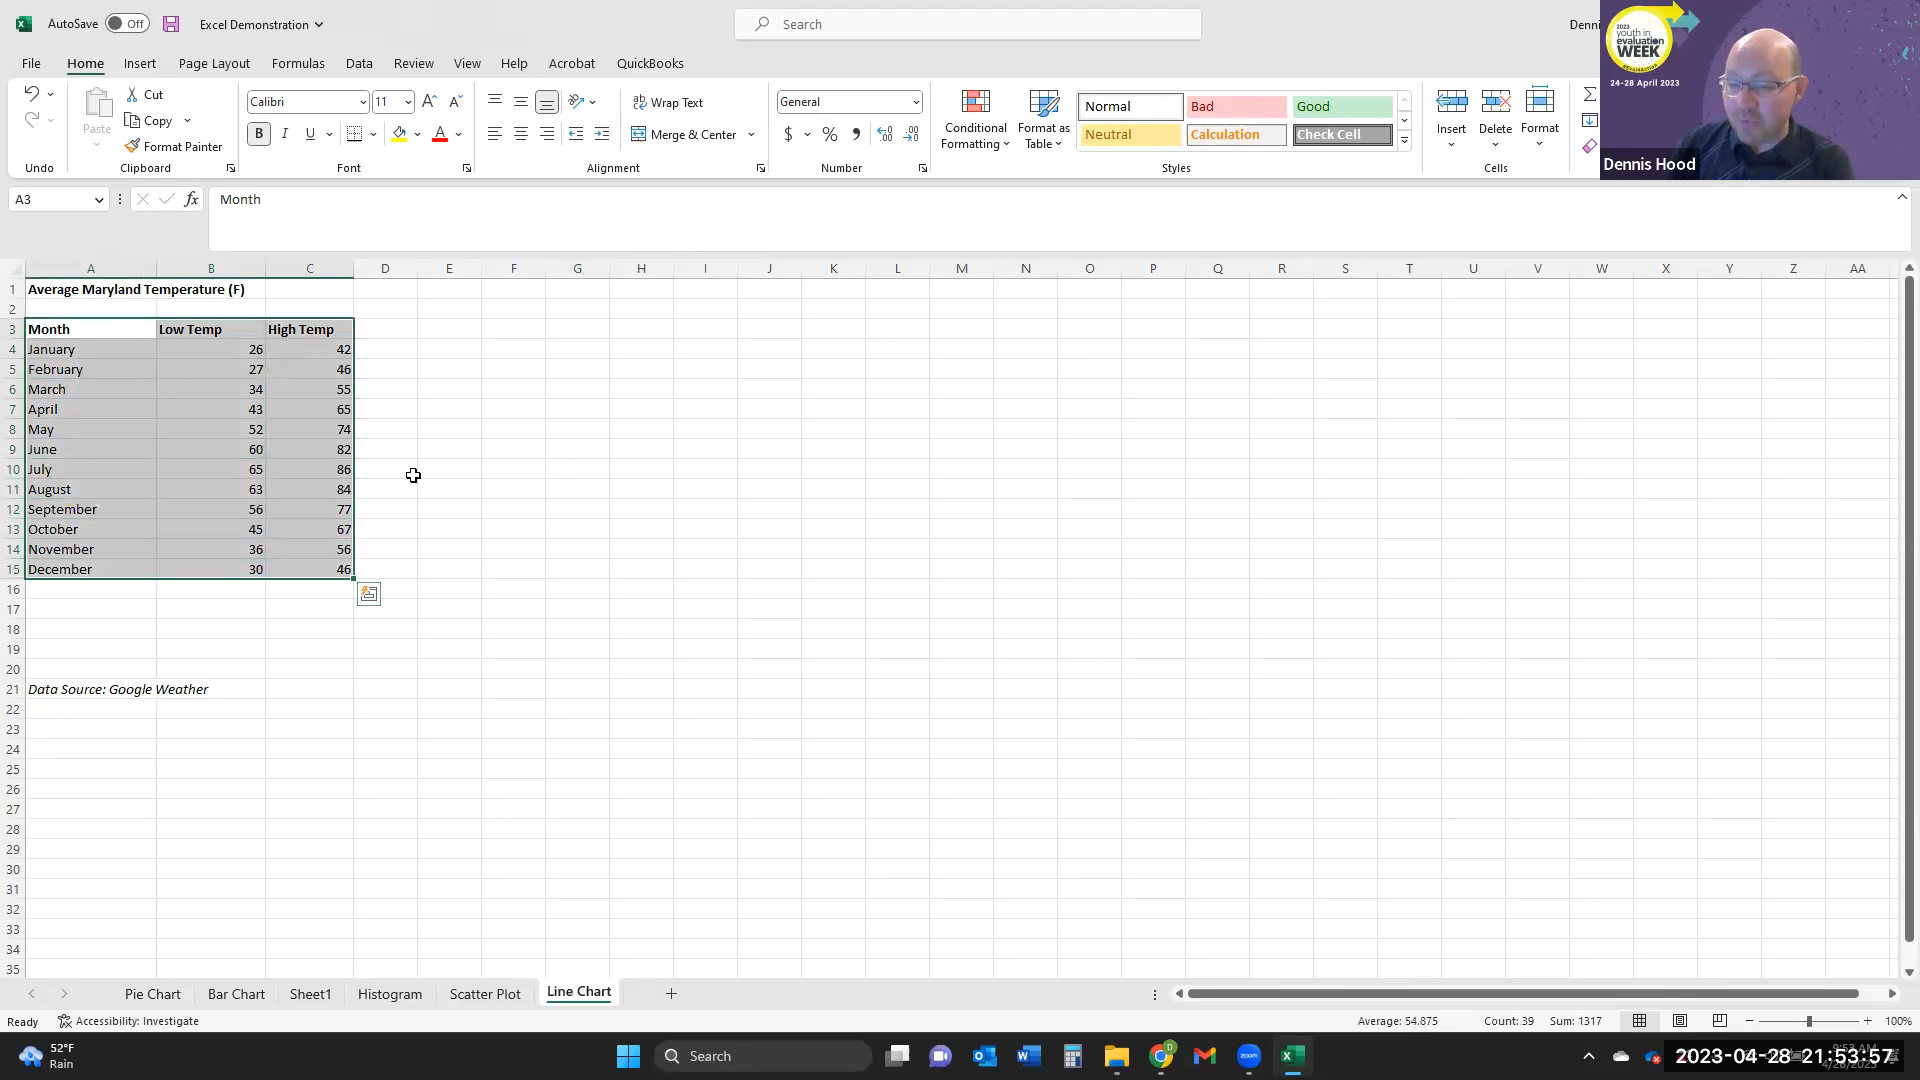 AutoSave Off Excel Demonstration Search Denni
File Home Insert Page Layout Formulas Data Review View Help Acrobat QuickBooks
Paste Cut Copy Format Painter
Calibri 11 B I U A
Wrap Text Merge & Center
General $ %
Conditional Formatting Format as Table
Normal Bad Good
Neutral Calculation Check Cell
Insert Delete Format
Undo Clipboard Font Alignment Number Styles Cells
2023
youth in
evaluation
WEEK
#EvalAction
24-28 April 2023
Dennis Hood
A3 fx Month
A B C D E F G H I J K L M N O P Q R S T U V W X Y Z AA
1 Average Maryland Temperature (F)
2
3 Month Low Temp High Temp
4 January 26 42
5 February 27 46
6 March 34 55
7 April 43 65
8 May 52 74
9 June 60 82
10 July 65 86
11 August 63 84
12 September 56 77
13 October 45 67
14 November 36 56
15 December 30 46
16
17
18
19
20
21 Data Source: Google Weather
22
23
24
25
26
27
28
29
30
31
32
33
34
35
Pie Chart Bar Chart Sheet1 Histogram Scatter Plot Line Chart
Ready Accessibility: Investigate Average: 54.875 Count: 39 Sum: 1317 100%
52°F
Rain
Search
zoom
2023-04-28 21:53:57